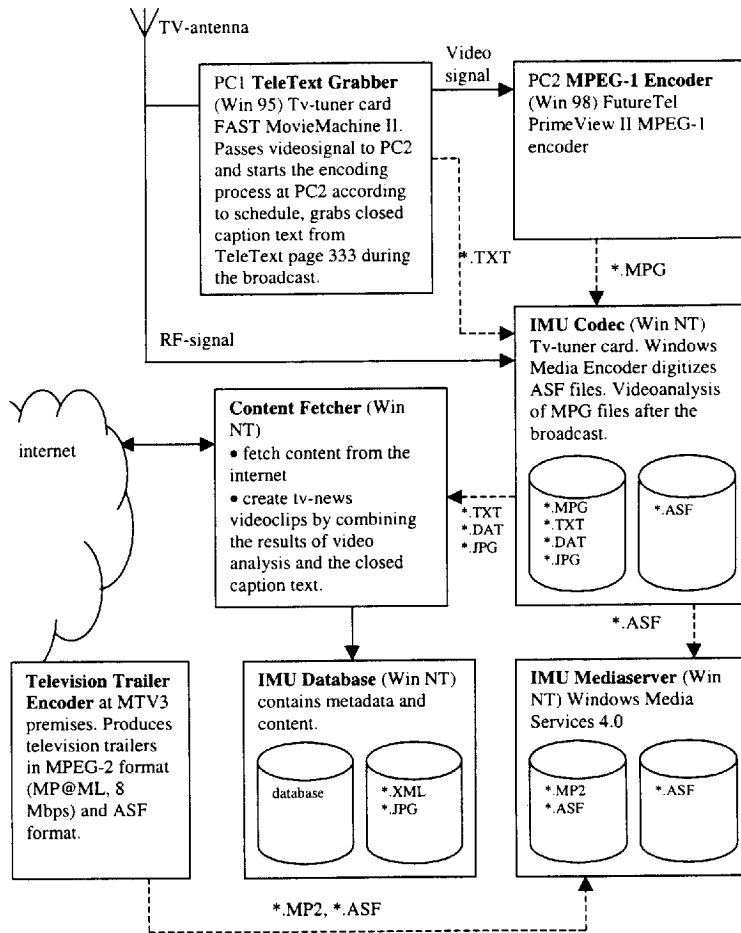 TV-antenna
PC1 TeleText Grabber
(Win 95) Tv-tuner card
FAST MovieMachine II.
Passes videosignal to PC2
and starts the encoding
process at PC2 according
to schedule, grabs closed
caption text from
TeleText page 333 during
the broadcast.
Video
signal
PC2 MPEG-1 Encoder
(Win 98) FutureTel
PrimeView II MPEG-1
encoder
*.TXT
*.MPG
RF-signal
IMU Codec (Win NT)
Tv-tuner card. Windows
Media Encoder digitizes
ASF files. Videoanalysis
of MPG files after the
broadcast.
*.MPG
*.TXT
*.DAT
*.JPG
*.ASF
internet
Content Fetcher (Win
NT)
• fetch content from the
internet
• create tv-news
videoclips by combining
the results of video
analysis and the closed
caption text.
*.TXT
*.DAT
*.JPG
*.ASF
Television Trailer
Encoder at MTV3
premises. Produces
television trailers
in MPEG-2 format
(MP@ML, 8
Mbps) and ASF
format.
IMU Database (Win NT)
contains metadata and
content.
database
*.XML
*.JPG
IMU Mediaserver (Win
NT) Windows Media
Services 4.0
*.MP2
*.ASF
*.ASF
*.MP2, *.ASF